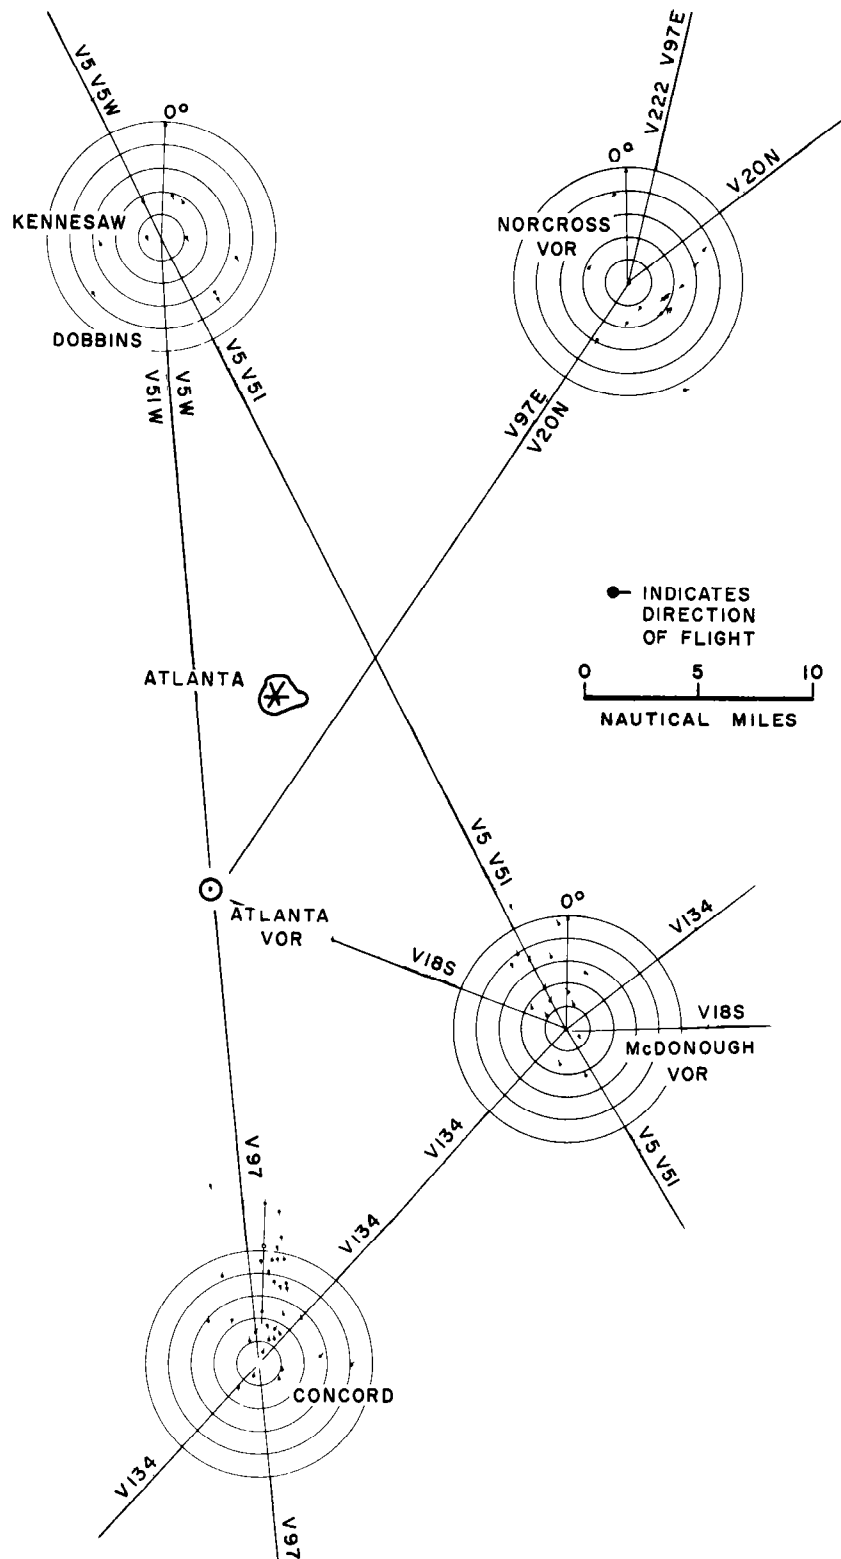 V5 V5W
V222 V97E
0°
V20N
0°
KENNESAW
NORCROSS
VOR
DOBBINS
V5 V51
V51W
V5W
V97E
V20N
INDICATES
DIRECTION
OF FLIGHT
ATLANTA
0 5 10
NAUTICAL MILES
V5 V51
0°
ATLANTA
VOR
V134
V18S
V18S
McDONOUGH
VOR
V134
V97
V5 V51
V134
CONCORD
V134
V97